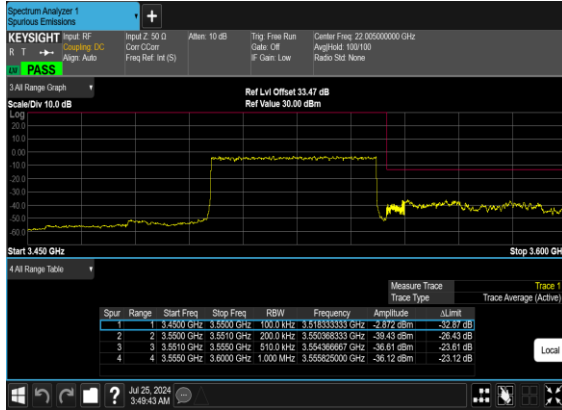 Spectrum Analyzer 1
Spurious Emissions
KEYSIGHT
R T
LXI PASS
Input: RF
Coupling: DC
Align: Auto
Input Z: 50 Ω
Corr CCorr
Freq Ref: Int (S)
Atten: 10 dB
Trig: Free Run
Gate: Off
IF Gain: Low
Center Freq: 22.005000000 GHz
Avg|Hold: 100/100
Radio Std: None
3 All Range Graph
Scale/Div 10.0 dB
Ref Lvl Offset 33.47 dB
Ref Value 30.00 dBm
Log
20.0
10.0
0.00
-10.0
-20.0
-30.0
-40.0
-50.0
-60.0
Start 3.450 GHz
Stop 3.600 GH
4 All Range Table
Measure Trace Trace 1
Trace Type Trace Average (Active)
Spur Range Start Freq Stop Freq RBW Frequency Amplitude ΔLimit
1 1 3.4500 GHz 3.5500 GHz 100.0 kHz 3.518333333 GHz -2.872 dBm -32.87 dB
2 2 3.5500 GHz 3.5510 GHz 200.0 kHz 3.550368333 GHz -39.43 dBm -26.43 dB
3 3 3.5510 GHz 3.5550 GHz 510.0 kHz 3.554366667 GHz -36.61 dBm -23.61 dB
4 4 3.5550 GHz 3.6000 GHz 1.000 MHz 3.555825000 GHz -36.12 dBm -23.12 dB
Local
Jul 25, 2024
3:49:43 AM